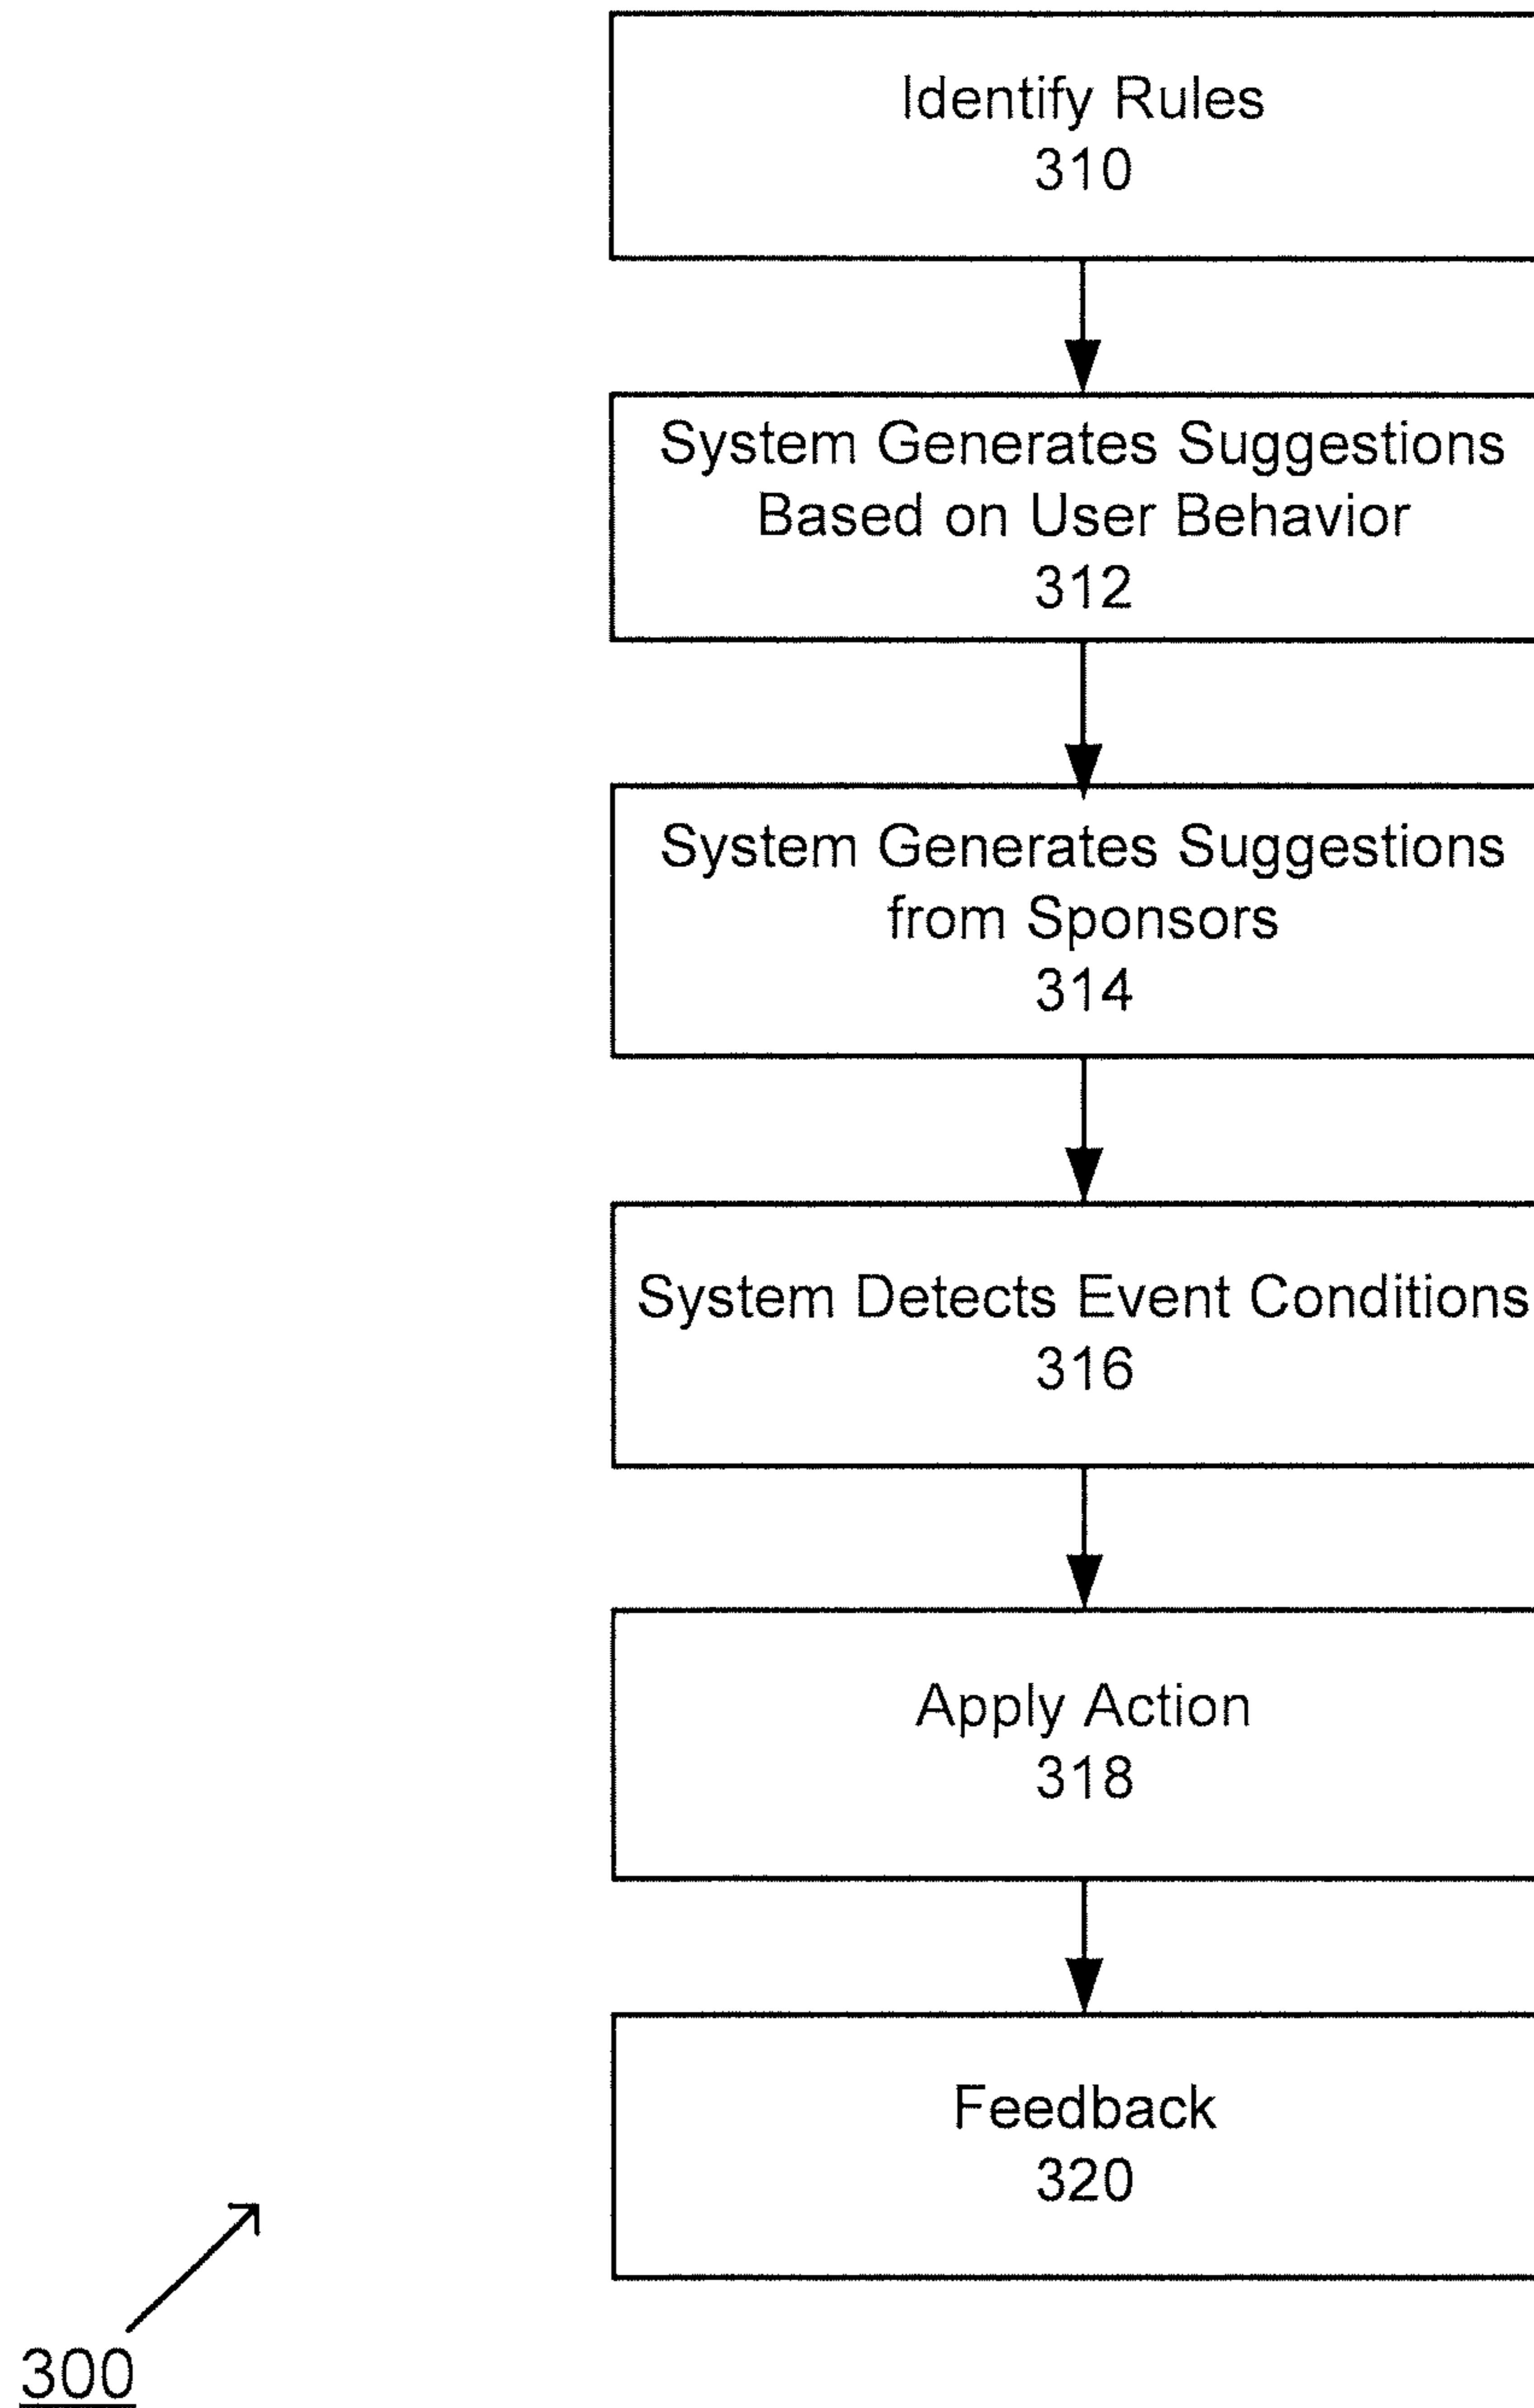 Identify Rules
310
System Generates Suggestions
Based on User Behavior
312
System Generates Suggestions
from Sponsors
314
System Detects Event Conditions
316
Apply Action
318
Feedback
320
300